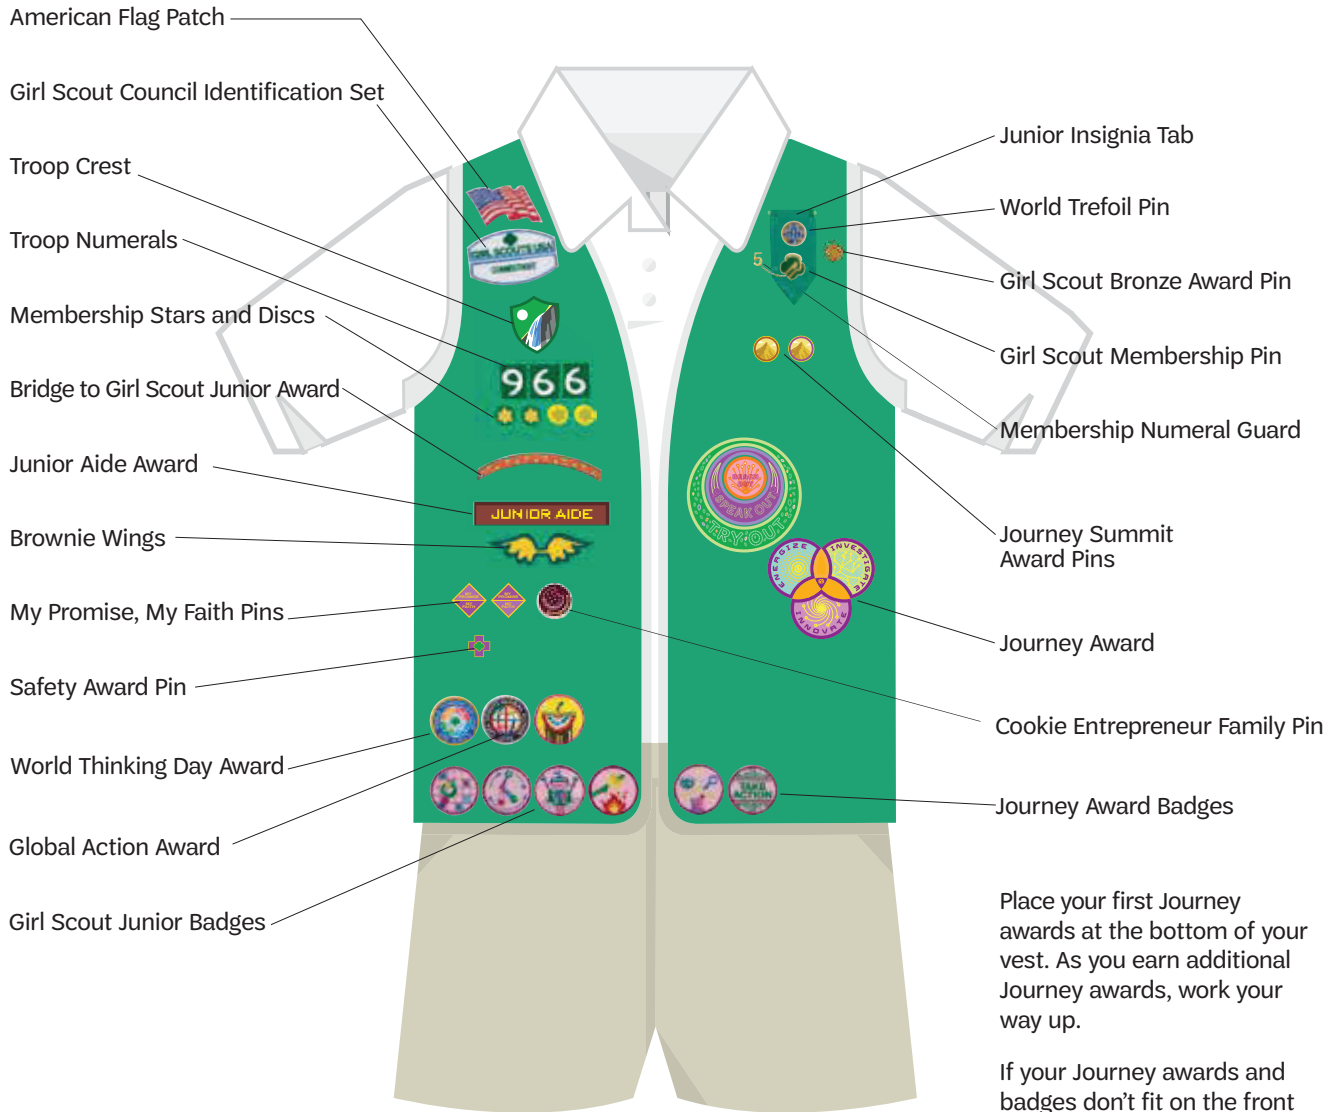 American Flag Patch
Girl Scout Council Identification Set
Troop Crest
Troop Numerals
Membership Stars and Discs
Bridge to Girl Scout Junior Award
Junior Aide Award
Brownie Wings
My Promise, My Faith Pins
Safety Award Pin
World Thinking Day Award
Global Action Award
Girl Scout Junior Badges
GIRL SCOUTS USA
CONNECTICUT
966
JUNIOR AIDE
5
SPEAK OUT
TRY OUT
ENERGIZE
INVESTIGATE
INNOVATE
TAKE
ACTION
Junior Insignia Tab
World Trefoil Pin
Girl Scout Bronze Award Pin
Girl Scout Membership Pin
Membership Numeral Guard
Journey Summit
Award Pins
Journey Award
Cookie Entrepreneur Family Pin
Journey Award Badges
Place your first Journey
awards at the bottom of your
vest. As you earn additional
Journey awards, work your
way up.
If your Journey awards and
badges don’t fit on the front